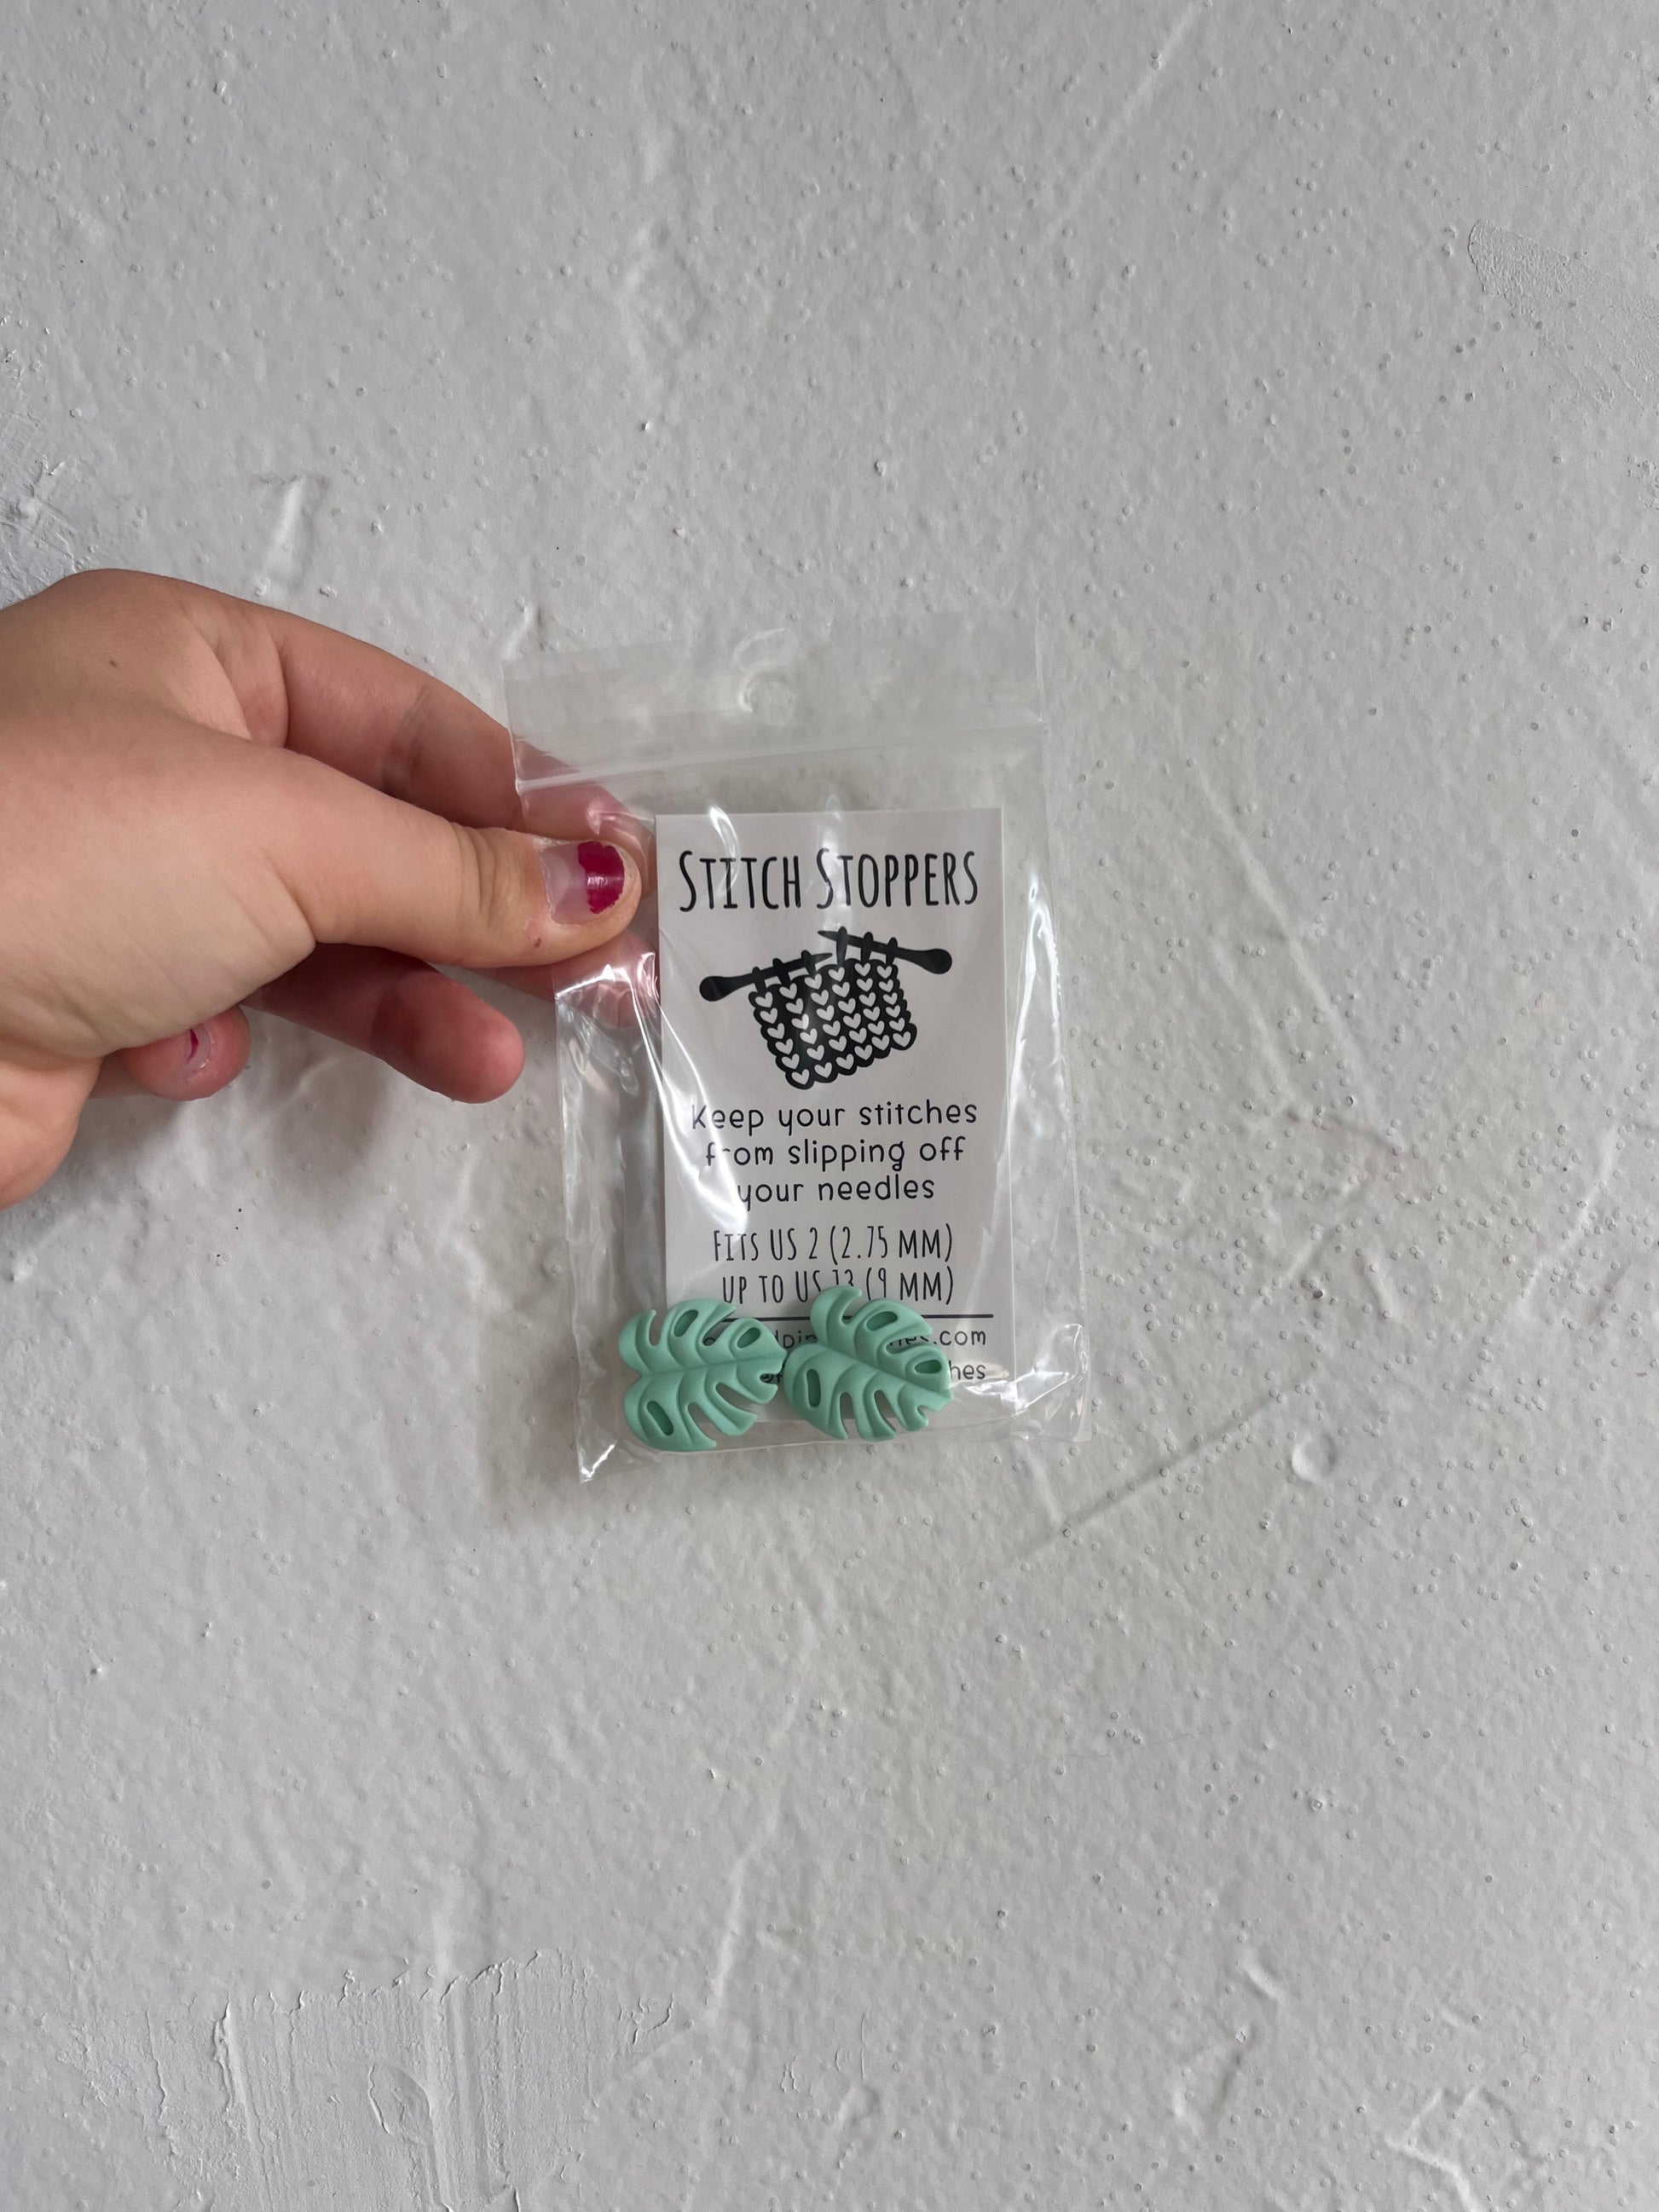 STITCH STOPPERS
Keep your stitches
from slipping off
your needles
FITS US 2 (2.75 MM)
UP TO US 13 (9 MM)